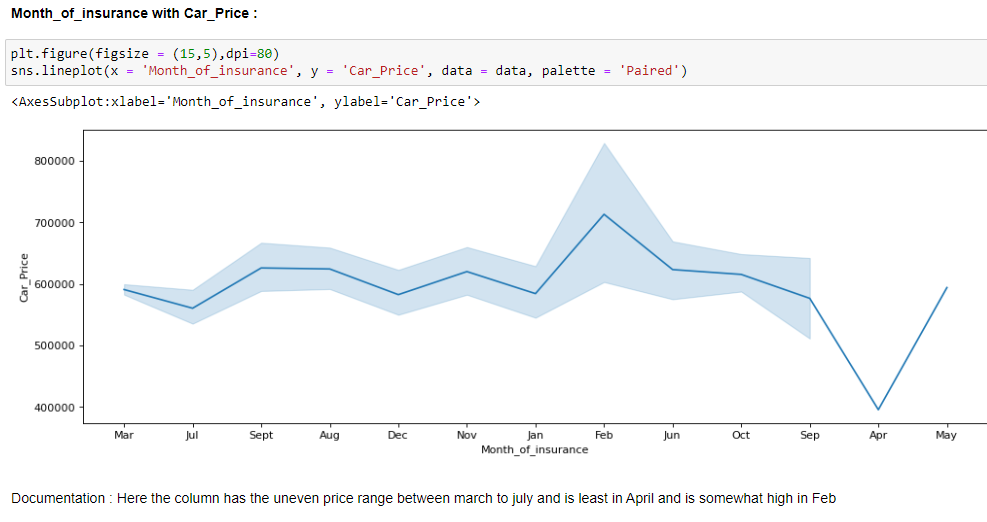 Month_of_insurance with Car_Price :
plt.figure(figsize = (15,5),dpi=80)
sns.lineplot(x = 'Month_of_insurance', y = 'Car_Price', data = data, palette = 'Paired')
<AxesSubplot:xlabel='Month_of_insurance', ylabel='Car_Price'>
800000
700000
600000
500000
400000
Car_Price
Mar Jul Sept Aug Dec Nov Jan Feb Jun Oct Sep Apr May
Month_of_insurance
Documentation : Here the column has the uneven price range between march to july and is least in April and is somewhat high in Feb